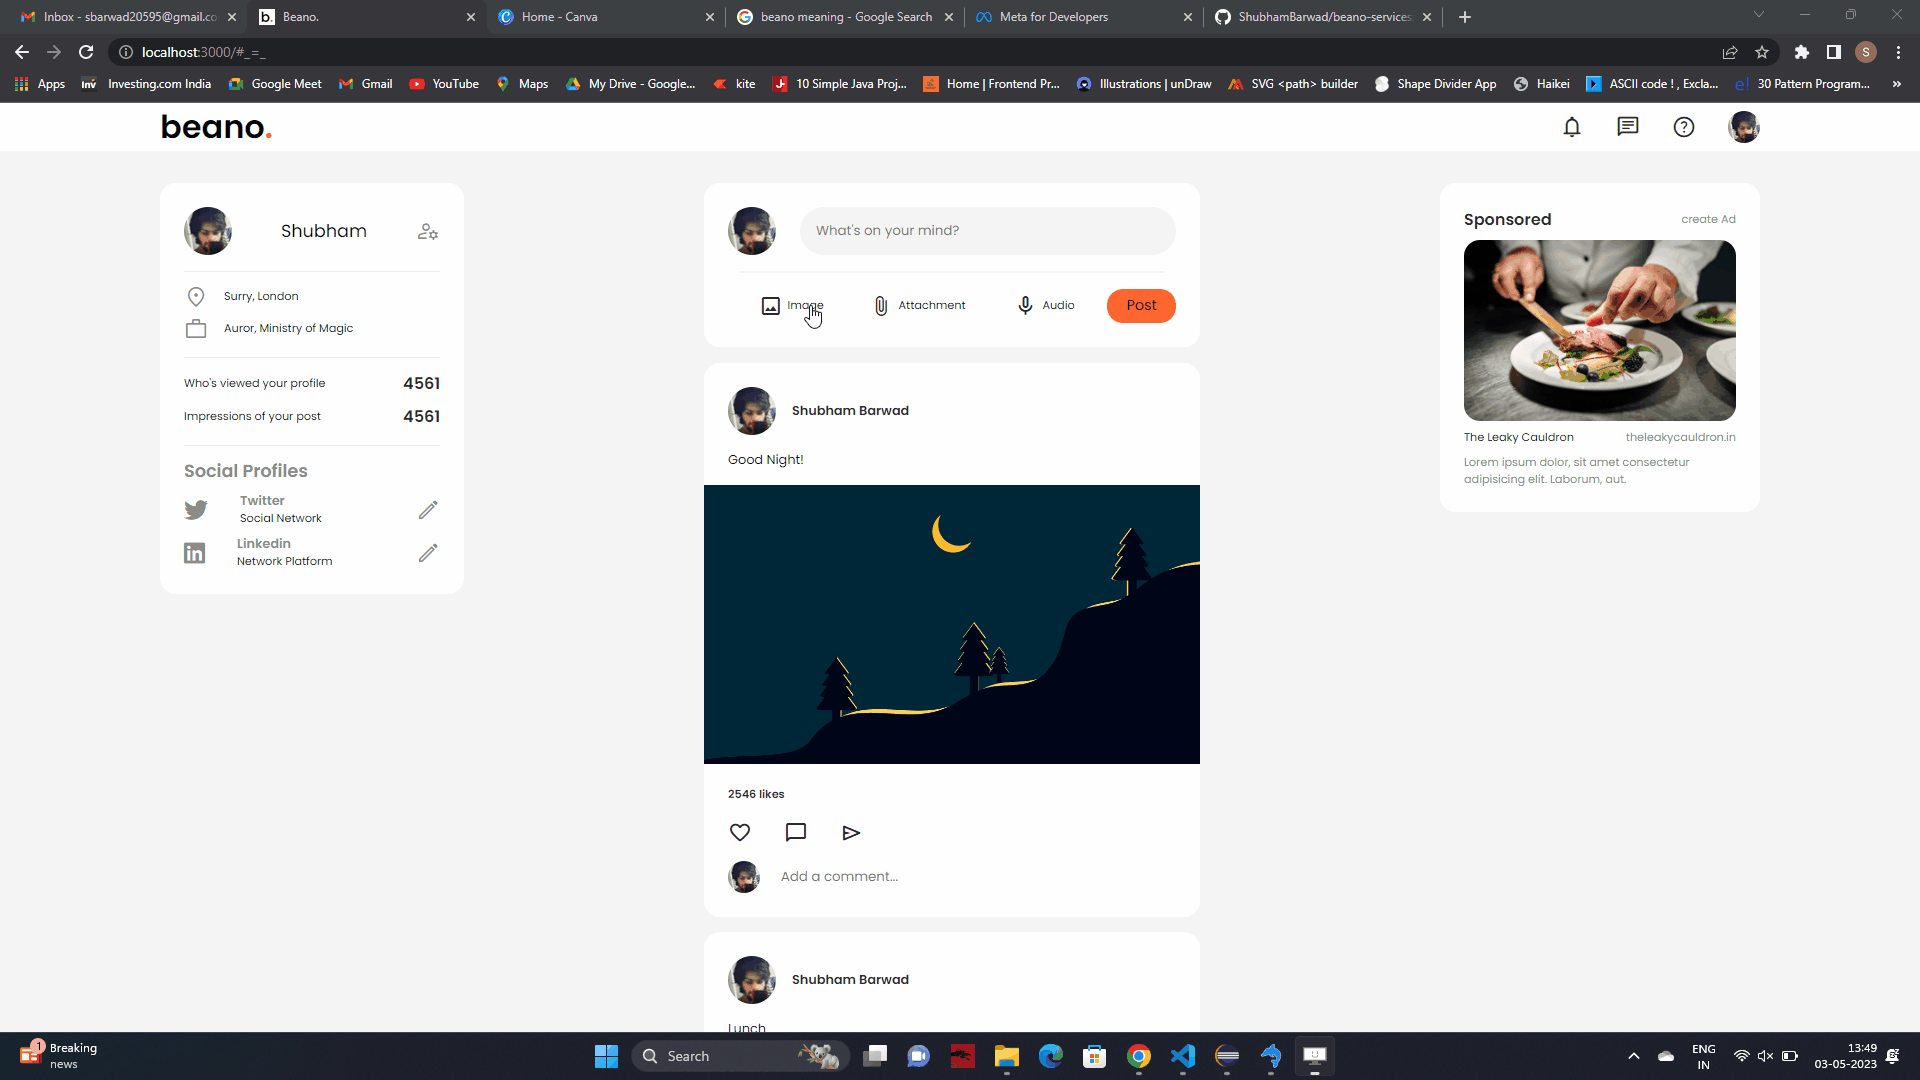 Inbox - sbarwad20595@gmail.co
Beano.
Home - Canva
beano meaning - Google Search
Meta for Developers
ShubhamBarwad/beano-services
localhost:3000/#_=_
S
Apps
inv Investing.com India
Google Meet
Gmail
YouTube
Maps
My Drive - Google...
kite
10 Simple Java Proj...
Home | Frontend Pr...
Illustrations | unDraw
SVG <path> builder
Shape Divider App
Haikei
ASCII code ! , Excla...
e! 30 Pattern Program...
»
beano.
Shubham
Surry, London
Auror, Ministry of Magic
Who's viewed your profile 4561
Impressions of your post 4561
Social Profiles
Twitter
Social Network
Linkedin
Network Platform
What's on your mind?
Image
Attachment
Audio
Post
Shubham Barwad
Good Night!
2546 likes
Add a comment...
Shubham Barwad
Lunch
Sponsored
create Ad
The Leaky Cauldron
theleakycauldron.in
Lorem ipsum dolor, sit amet consectetur
adipisicing elit. Laborum, aut.
1
Breaking
news
Search
ENG
IN
13:49
03-05-2023